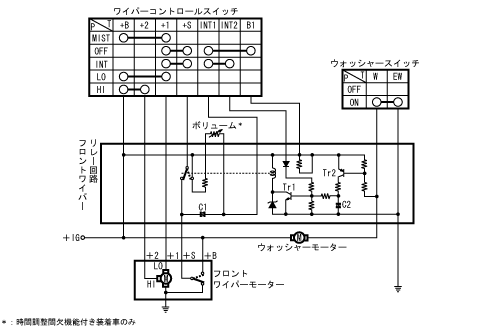 ワイパーコントロールスイッチ
P T +B +2 +1 +S INT1 INT2 B1
MIST
OFF
INT
LO
HI
ウォッシャースイッチ
P T W EW
OFF
ON
ボリューム*
フロントワイパー
リレー回路
Tr1
Tr2
C1
C2
+IG
ウォッシャーモーター
M
+2 +1 +S +B
LO
HI
M
フロント
ワイパーモーター
*:時間調整間欠機能付き装着車のみ